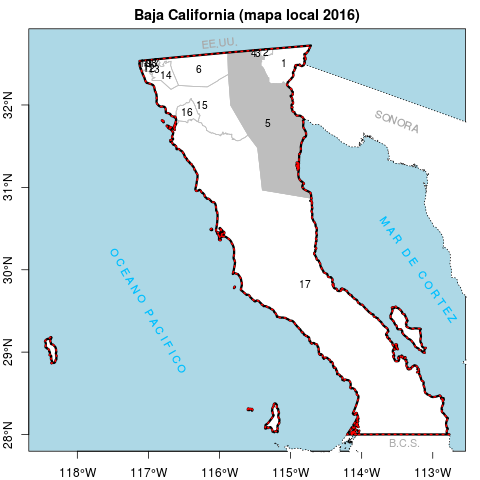 Baja California (mapa local 2016)
EE.UU.
4 3 2
1
12 13
14
6
15
16
5
SONORA
MAR DE CORTEZ
OCEANO PACIFICO
17
B.C.S.
32°N
31°N
30°N
29°N
28°N
118°W
117°W
116°W
115°W
114°W
113°W